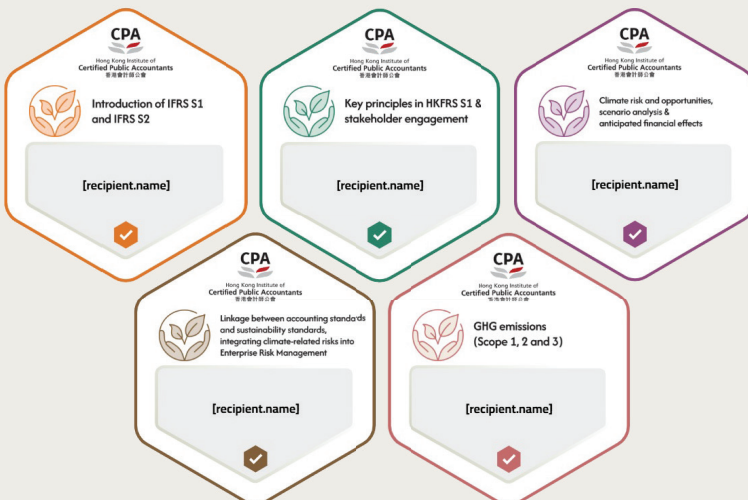 CPA
Hong Kong Institute of
Certified Public Accountants
香港會計師公會
Introduction of IFRS S1
and IFRS S2
[recipient.name]
CPA
Hong Kong Institute of
Certified Public Accountants
香港會計師公會
Key principles in HKFRS S1 &
stakeholder engagement
[recipient.name]
CPA
Hong Kong Institute of
Certified Public Accountants
香港會計師公會
Climate risk and opportunities,
scenario analysis &
anticipated financial effects
[recipient.name]
CPA
Hong Kong Institute of
Certified Public Accountants
香港會計師公會
Linkage between accounting standards
and sustainability standards,
integrating climate-related risks into
Enterprise Risk Management
[recipient.name]
CPA
Hong Kong Institute of
Certified Public Accountants
香港會計師公會
GHG emissions
(Scope 1, 2 and 3)
[recipient.name]